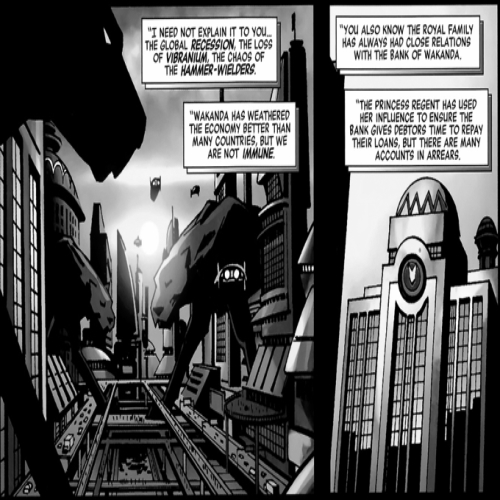 "I NEED NOT EXPLAIN IT TO YOU...
THE GLOBAL RECESSION, THE LOSS
OF VIBRANIUM, THE CHAOS OF
THE HAMMER-WIELDERS.
"WAKANDA HAS WEATHERED
THE ECONOMY BETTER THAN
MANY COUNTRIES, BUT WE
ARE NOT IMMUNE.
"YOU ALSO KNOW THE ROYAL FAMILY
HAS ALWAYS HAD CLOSE RELATIONS
WITH THE BANK OF WAKANDA.
"THE PRINCESS REGENT HAS USED
HER INFLUENCE TO ENSURE THE
BANK GIVES DEBTORS TIME TO REPAY
THEIR LOANS, BUT THERE ARE MANY
ACCOUNTS IN ARREARS.